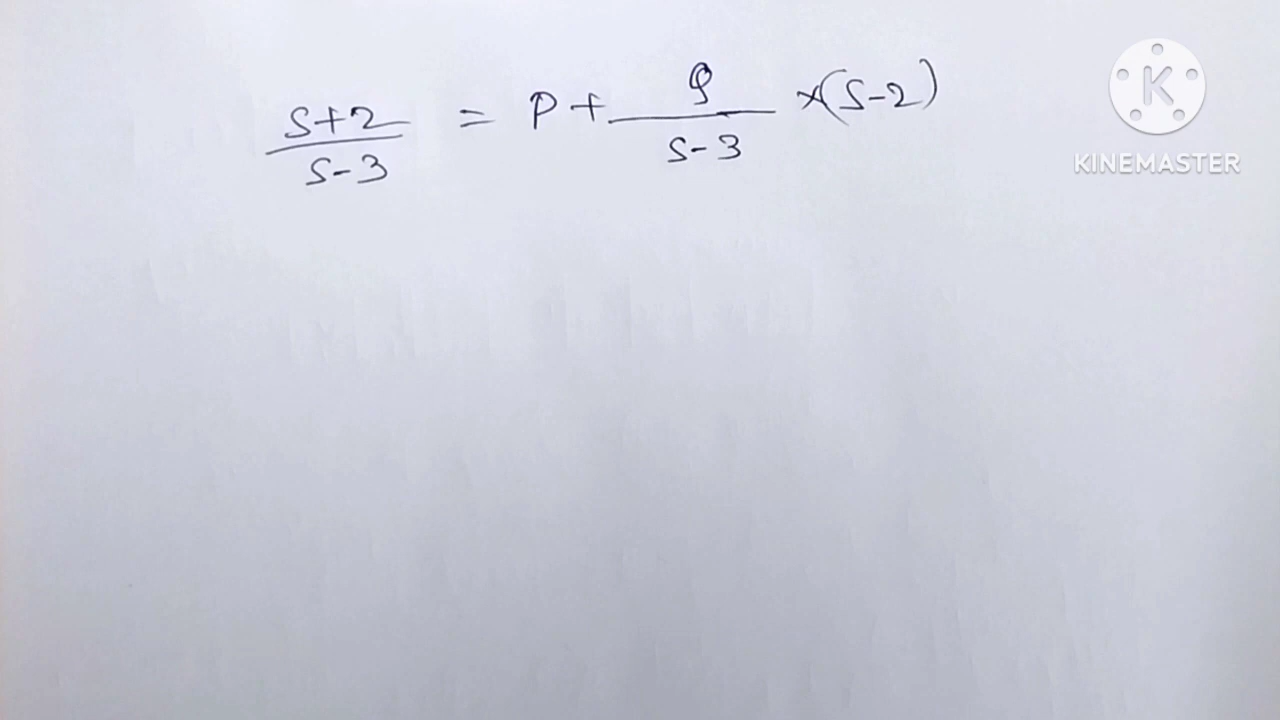 S+2/S-3 = P + Q/S-3 ×(S-2)
KINEMASTER